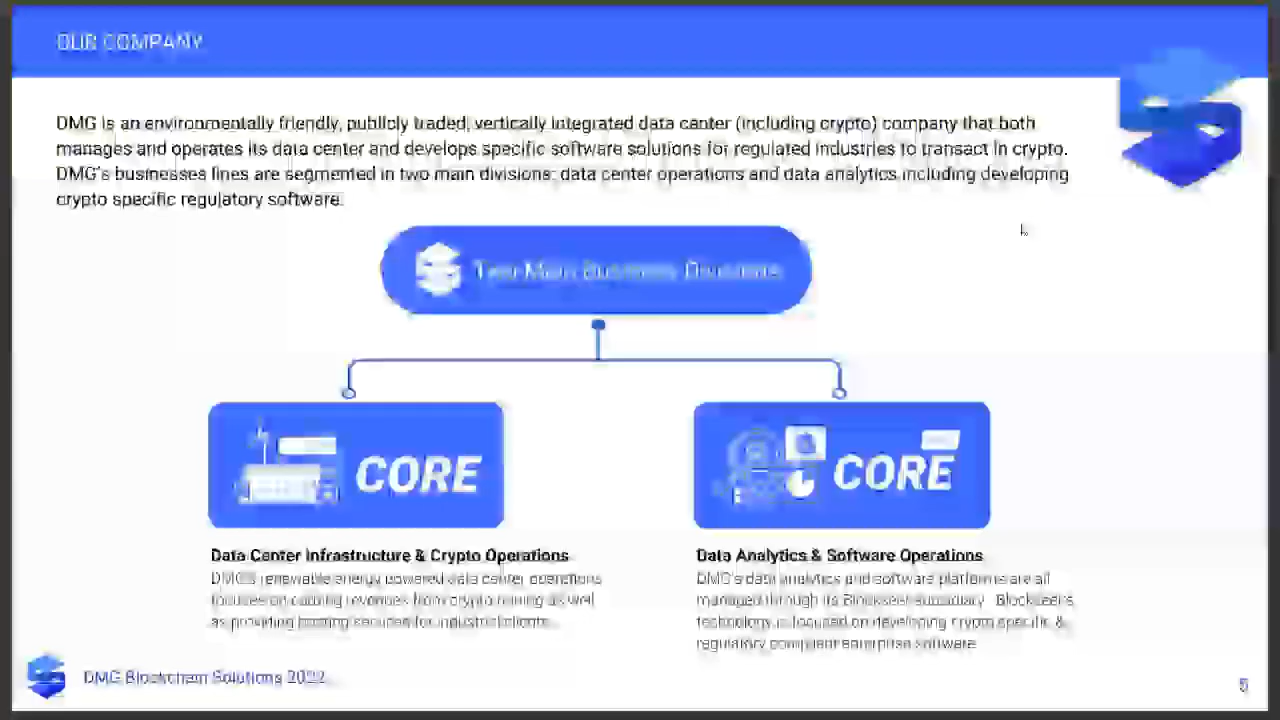 OUR COMPANY
DMG is an environmentally friendly, publicly traded, vertically integrated data center (including crypto) company that both
manages and operates its data center and develops specific software solutions for regulated industries to transact in crypto.
DMG's businesses lines are segmented in two main divisions: data center operations and data analytics including developing
crypto specific regulatory software.
Two Main Business Divisions
CORE
CORE
Data Center Infrastructure & Crypto Operations
DMG's renewable energy powered data center operations
focuses on earning revenues from crypto mining as well
as providing hosting services for industrial clients.
Data Analytics & Software Operations
DMG's data analytics and software platforms are all
managed through its Blockseer subsidiary. Blockseer's
technology is focused on developing crypto specific &
regulatory compliant enterprise software.
DMG Blockchain Solutions 2022
5